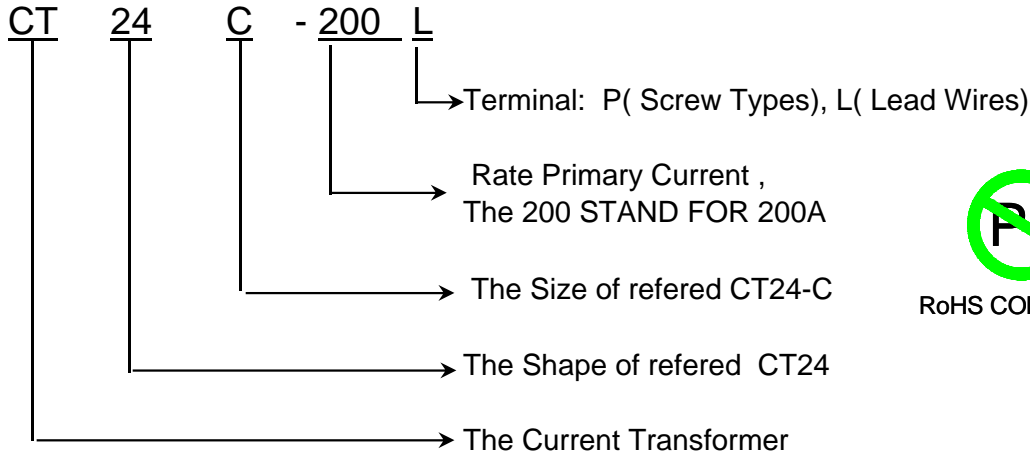 CT 24 C - 200 L
Terminal: P( Screw Types), L( Lead Wires)
Rate Primary Current ,
The 200 STAND FOR 200A
The Size of refered CT24-C
RoHS
The Shape of refered CT24
The Current Transformer